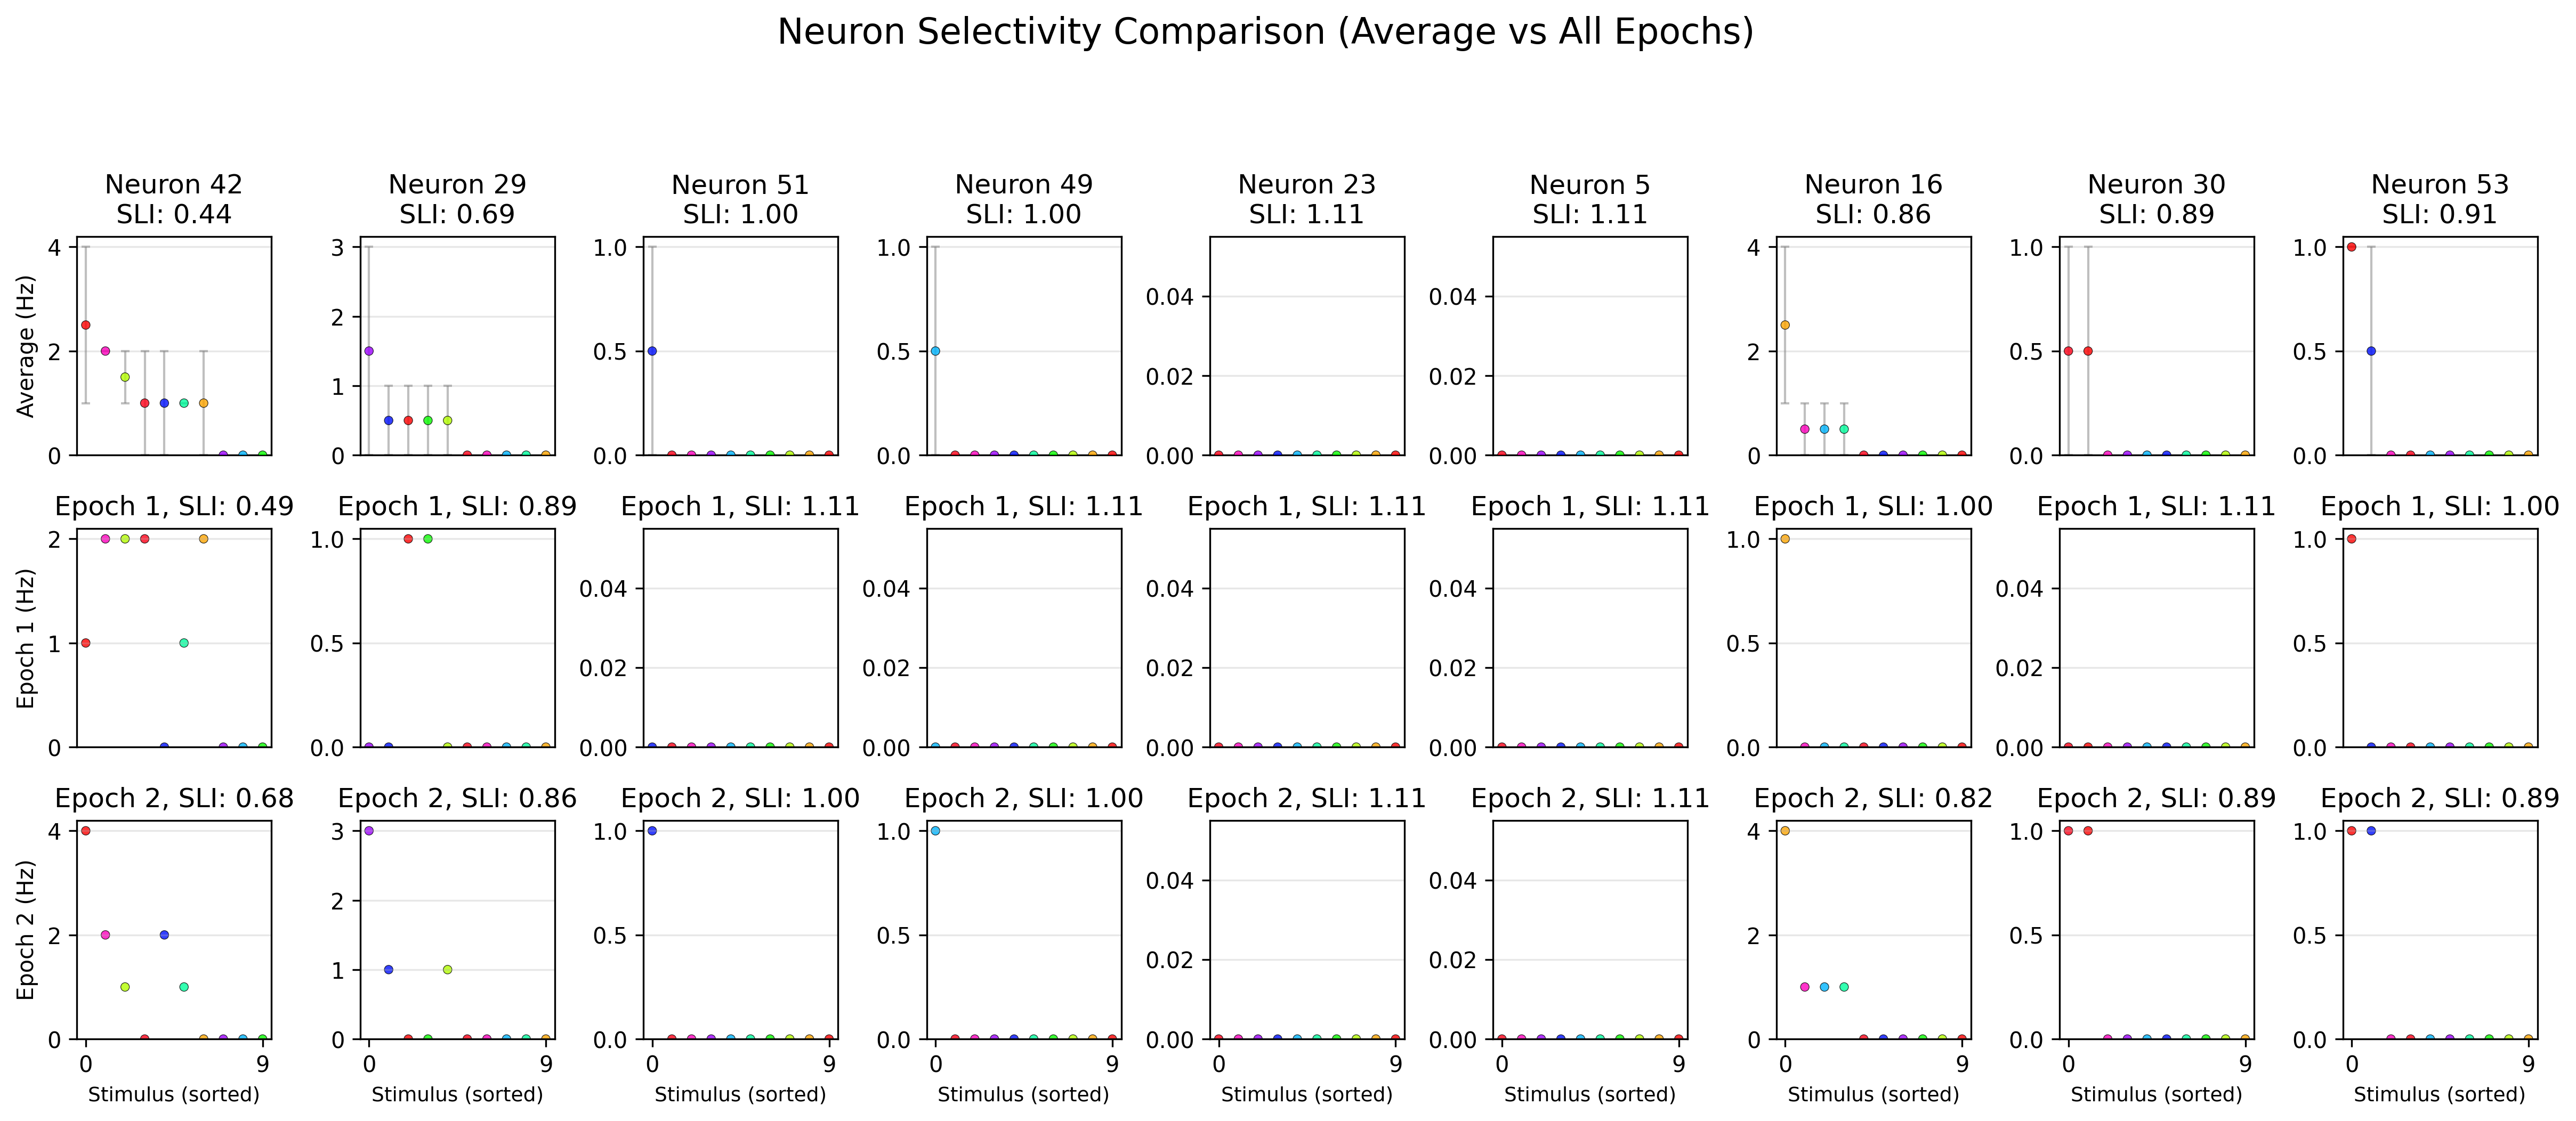 Neuron Selectivity Comparison (Average vs All Epochs)
Neuron 42
SLI: 0.44
Neuron 29
SLI: 0.69
Neuron 51
SLI: 1.00
Neuron 49
SLI: 1.00
Neuron 23
SLI: 1.11
Neuron 5
SLI: 1.11
Neuron 16
SLI: 0.86
Neuron 30
SLI: 0.89
Neuron 53
SLI: 0.91
Average (Hz)
4
2
0
3
2
1
0
1.0
0.5
0.0
1.0
0.5
0.0
0.04
0.02
0.00
0.04
0.02
0.00
4
2
0
1.0
0.5
0.0
1.0
0.5
0.0
Epoch 1, SLI: 0.49
Epoch 1, SLI: 0.89
Epoch 1, SLI: 1.11
Epoch 1, SLI: 1.11
Epoch 1, SLI: 1.11
Epoch 1, SLI: 1.11
Epoch 1, SLI: 1.00
Epoch 1, SLI: 1.11
Epoch 1, SLI: 1.00
Epoch 1 (Hz)
2
1
0
1.0
0.5
0.0
0.04
0.02
0.00
0.04
0.02
0.00
0.04
0.02
0.00
0.04
0.02
0.00
1.0
0.5
0.0
0.04
0.02
0.00
1.0
0.5
0.0
Epoch 2, SLI: 0.68
Epoch 2, SLI: 0.86
Epoch 2, SLI: 1.00
Epoch 2, SLI: 1.00
Epoch 2, SLI: 1.11
Epoch 2, SLI: 1.11
Epoch 2, SLI: 0.82
Epoch 2, SLI: 0.89
Epoch 2, SLI: 0.89
Epoch 2 (Hz)
4
2
0
3
2
1
0
1.0
0.5
0.0
1.0
0.5
0.0
0.04
0.02
0.00
0.04
0.02
0.00
4
2
0
1.0
0.5
0.0
1.0
0.5
0.0
0 9
0 9
0 9
0 9
0 9
0 9
0 9
0 9
0 9
Stimulus (sorted)
Stimulus (sorted)
Stimulus (sorted)
Stimulus (sorted)
Stimulus (sorted)
Stimulus (sorted)
Stimulus (sorted)
Stimulus (sorted)
Stimulus (sorted)